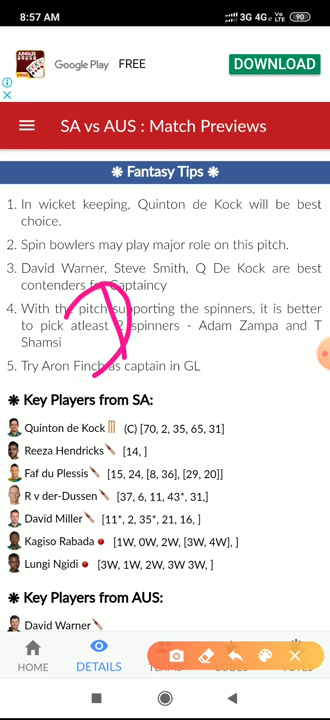 8:57 AM
3G 4G Vo LTE 90
JUNGLEE
FREE
Google Play FREE
DOWNLOAD
SA vs AUS : Match Previews
❋ Fantasy Tips ❋
1. In wicket keeping, Quinton de Kock will be best
choice.
2. Spin bowlers may play major role on this pitch.
3. David Warner, Steve Smith, Q De Kock are best
contenders for Captaincy
4. With the pitch supporting the spinners, it is better
to pick atleast 2 spinners - Adam Zampa and T
Shamsi
5. Try Aron Finch as captain in GL
❋ Key Players from SA:
Quinton de Kock (C) [70, 2, 35, 65, 31]
Reeza Hendricks [14, ]
Faf du Plessis [15, 24, [8, 36], [29, 20]]
R v der-Dussen [37, 6, 11, 43*, 31,]
David Miller [11*, 2, 35*, 21, 16, ]
Kagiso Rabada [1W, 0W, 2W, [3W, 4W], ]
Lungi Ngidi [3W, 1W, 2W, 3W 3W, ]
❋ Key Players from AUS:
David Warner
HOME
DETAILS
TEAMS
CODES
VOTES